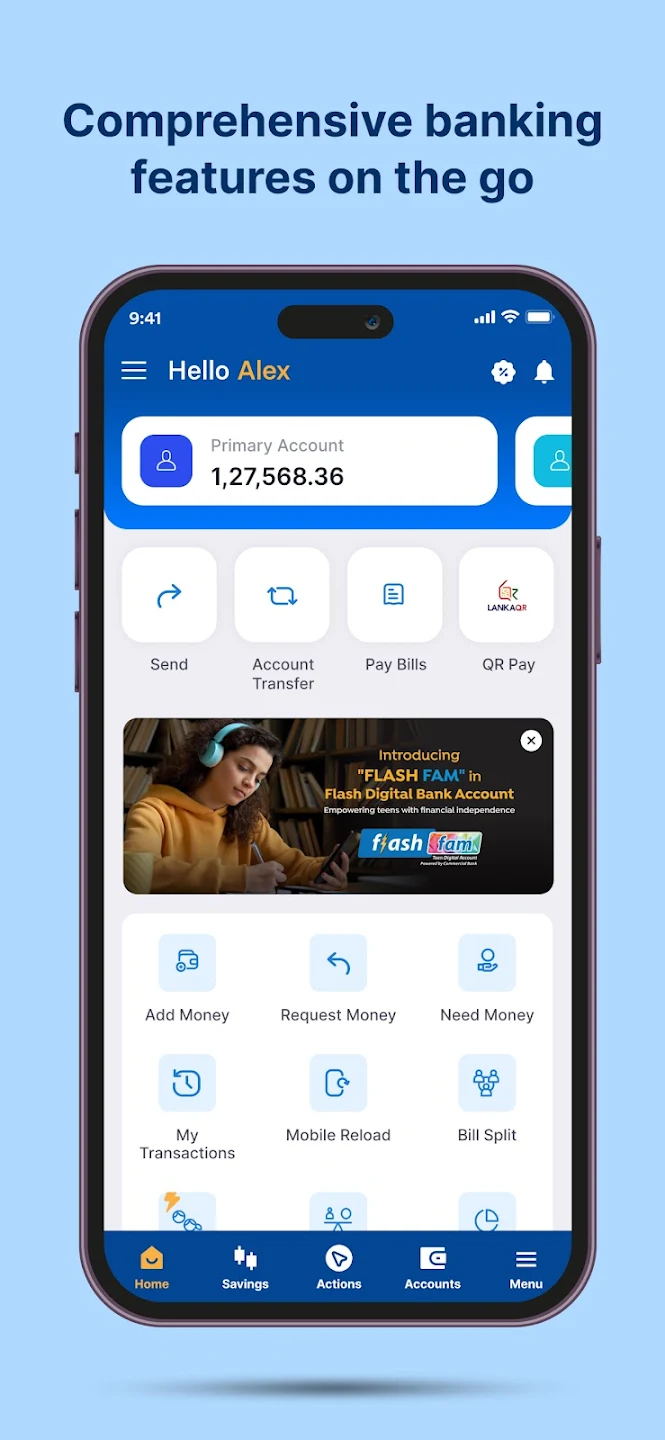 Comprehensive banking
features on the go
9:41
Hello Alex
Primary Account
1,27,568.36
LANKAQR
Send
Account
Transfer
Pay Bills
QR Pay
Introducing
"FLASH FAM" in
Flash Digital Bank Account
Empowering teens with financial independence
flash fam
Teen Digital Account
Powered by Commercial Bank
Add Money
Request Money
Need Money
My
Transactions
Mobile Reload
Bill Split
Home
Savings
Actions
Accounts
Menu